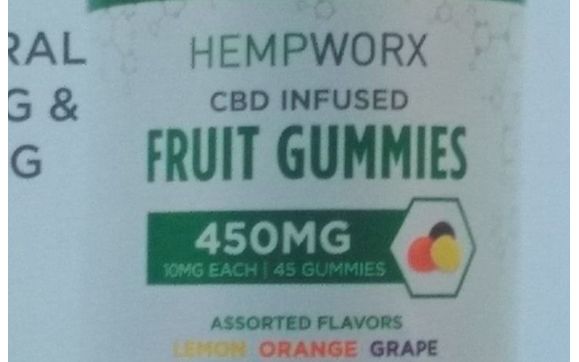 RAL
G &
G
HEMPWORX
CBD INFUSED
FRUIT GUMMIES
450MG
10MG EACH | 45 GUMMIES
ASSORTED FLAVORS
LEMON ORANGE GRAPE